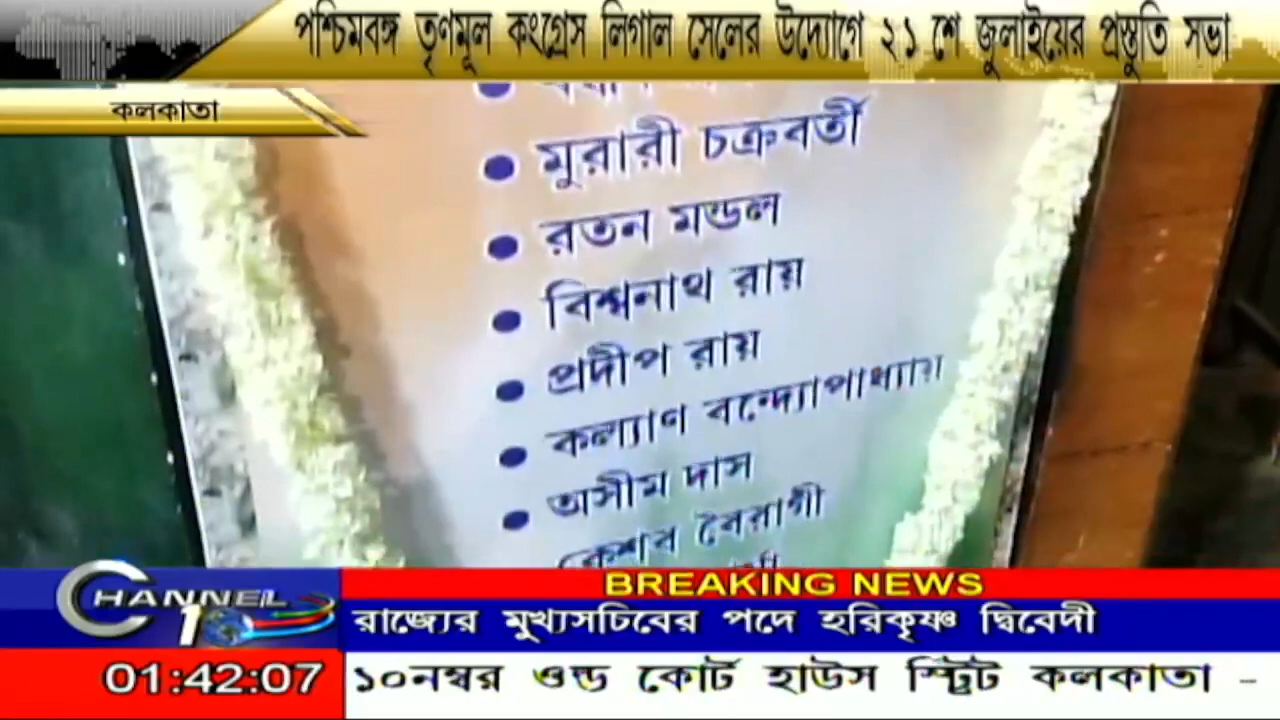 পশ্চিমবঙ্গ তৃণমূল কংগ্রেস লিগাল সেলের উদ্যোগে ২১ শে জুলাইয়ের প্রস্তুতি সভা
কলকাতা
• মুরারী চক্রবর্তী
• রতন মন্ডল
• বিশ্বনাথ রায়
• প্রদীপ রায়
• কল্যাণ বন্দ্যোপাধ্যায়
• অসীম দাস
কেশব বৈরাগী
CHANNEL 10
BREAKING NEWS
রাজ্যের মুখ্যসচিবের পদে হরিকৃষ্ণ দ্বিবেদী
01:42:07
১০নম্বর ওল্ড কোর্ট হাউস স্ট্রিট কলকাতা -